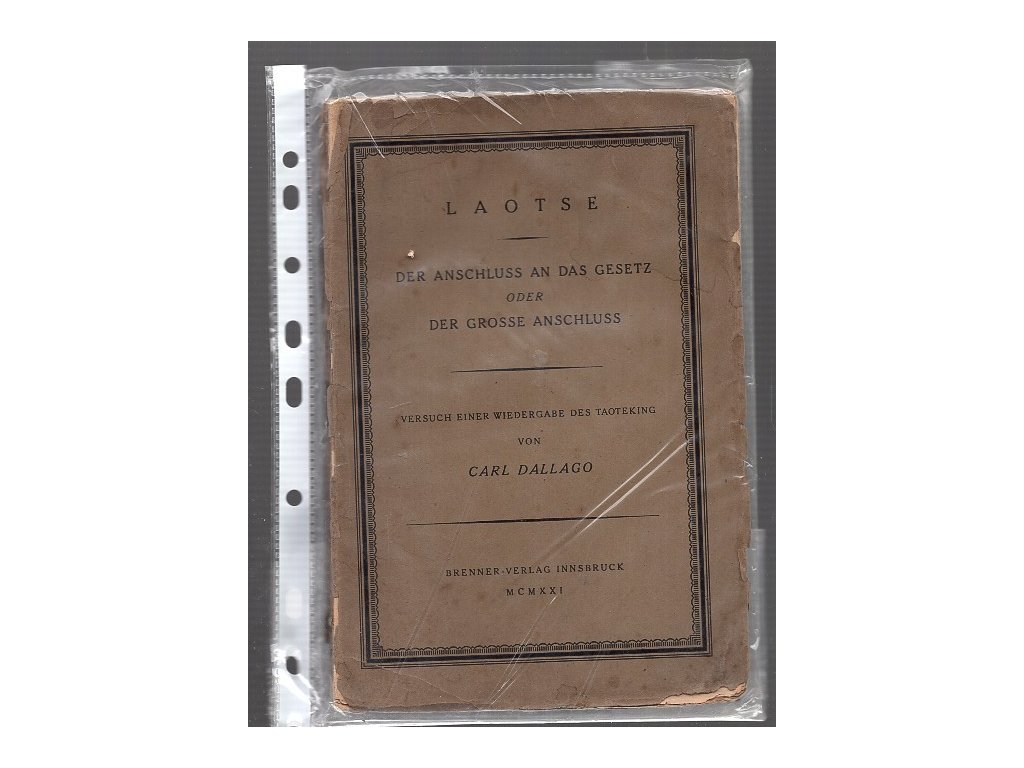 LAOTSE
DER ANSCHLUSS AN DAS GESETZ
ODER
DER GROSSE ANSCHLUSS
VERSUCH EINER WIEDERGABE DES TAOTEKING
VON
CARL DALLAGO
BRENNER-VERLAG INNSBRUCK
MCMXXI